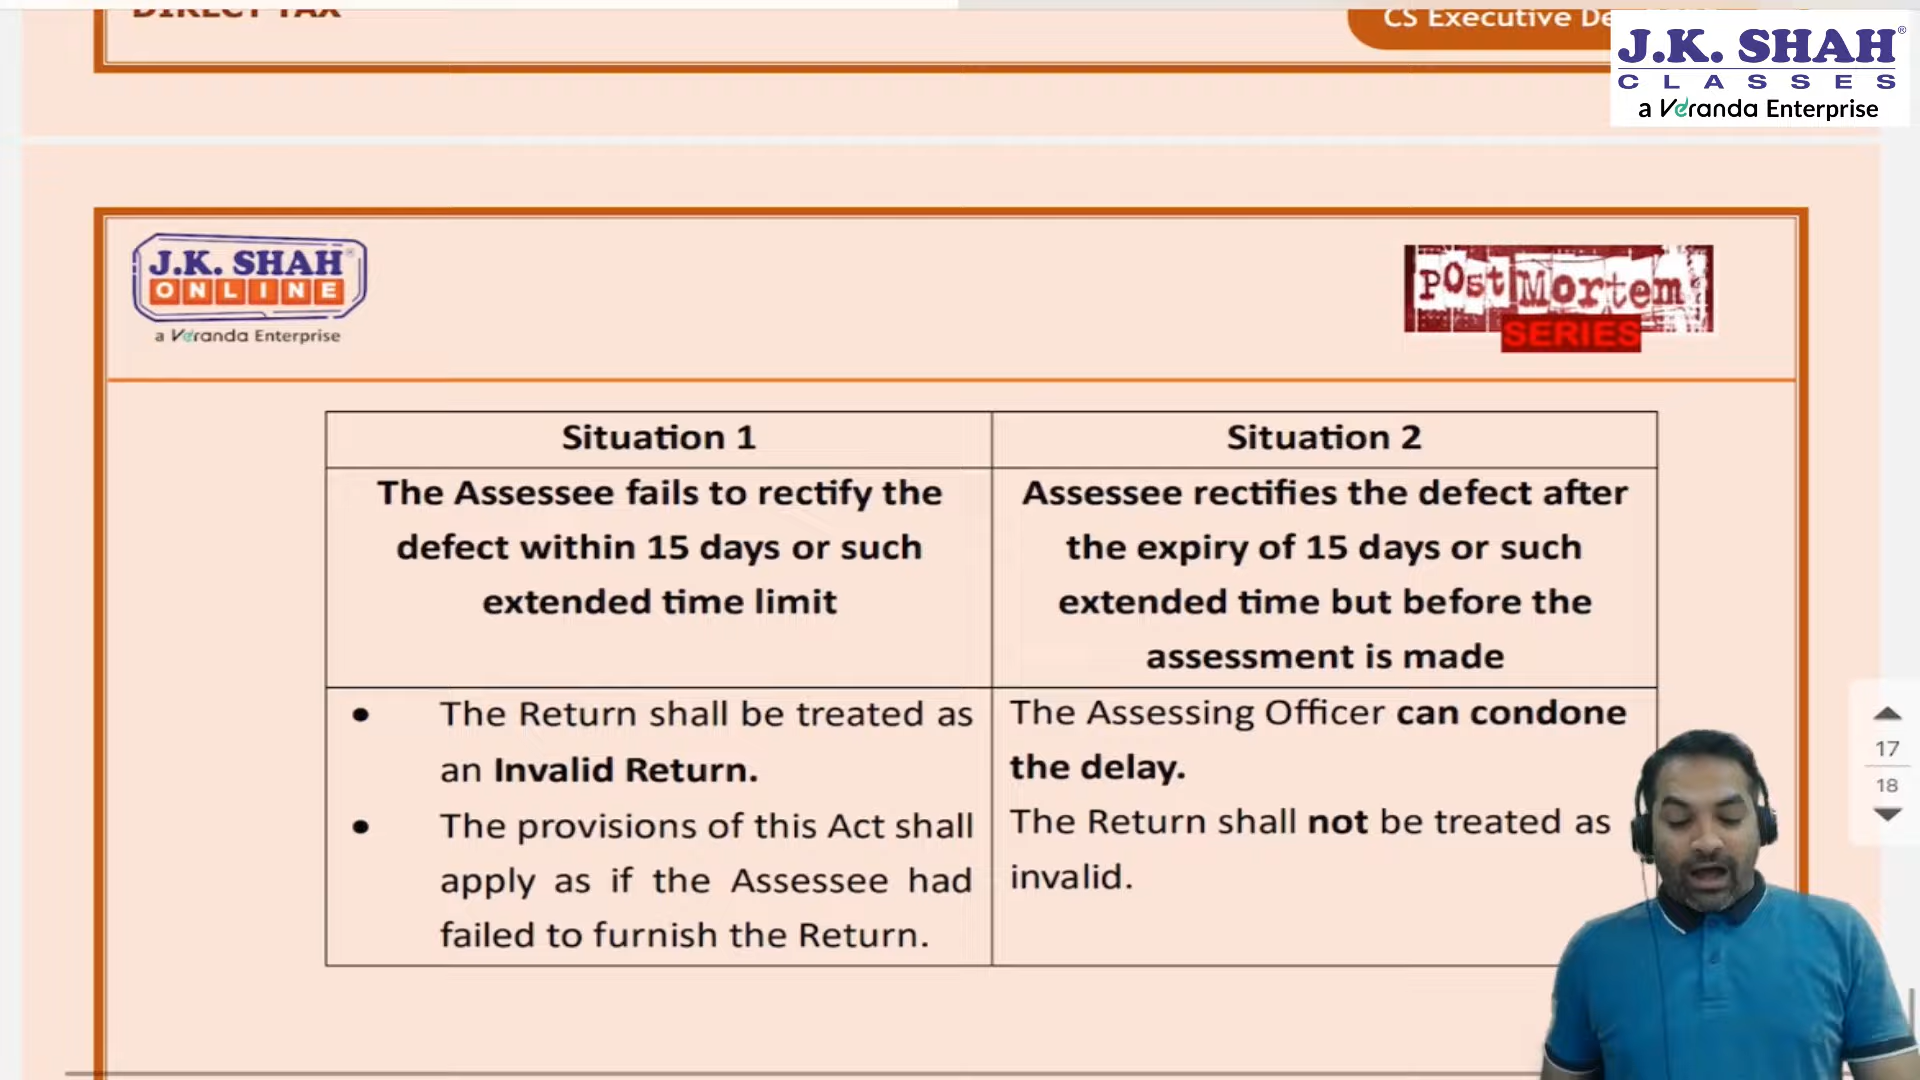 DIRECT TAX
CS Executive De
J.K. SHAH®
CLASSES
a Veranda Enterprise
J.K. SHAH®
ONLINE
a Veranda Enterprise
Post Mortem
SERIES
Situation 1
The Assessee fails to rectify the
defect within 15 days or such
extended time limit
Situation 2
Assessee rectifies the defect after
the expiry of 15 days or such
extended time but before the
assessment is made
• The Return shall be treated as
an Invalid Return.
• The provisions of this Act shall
apply as if the Assessee had
failed to furnish the Return.
The Assessing Officer can condone
the delay.
The Return shall not be treated as
invalid.
17
18